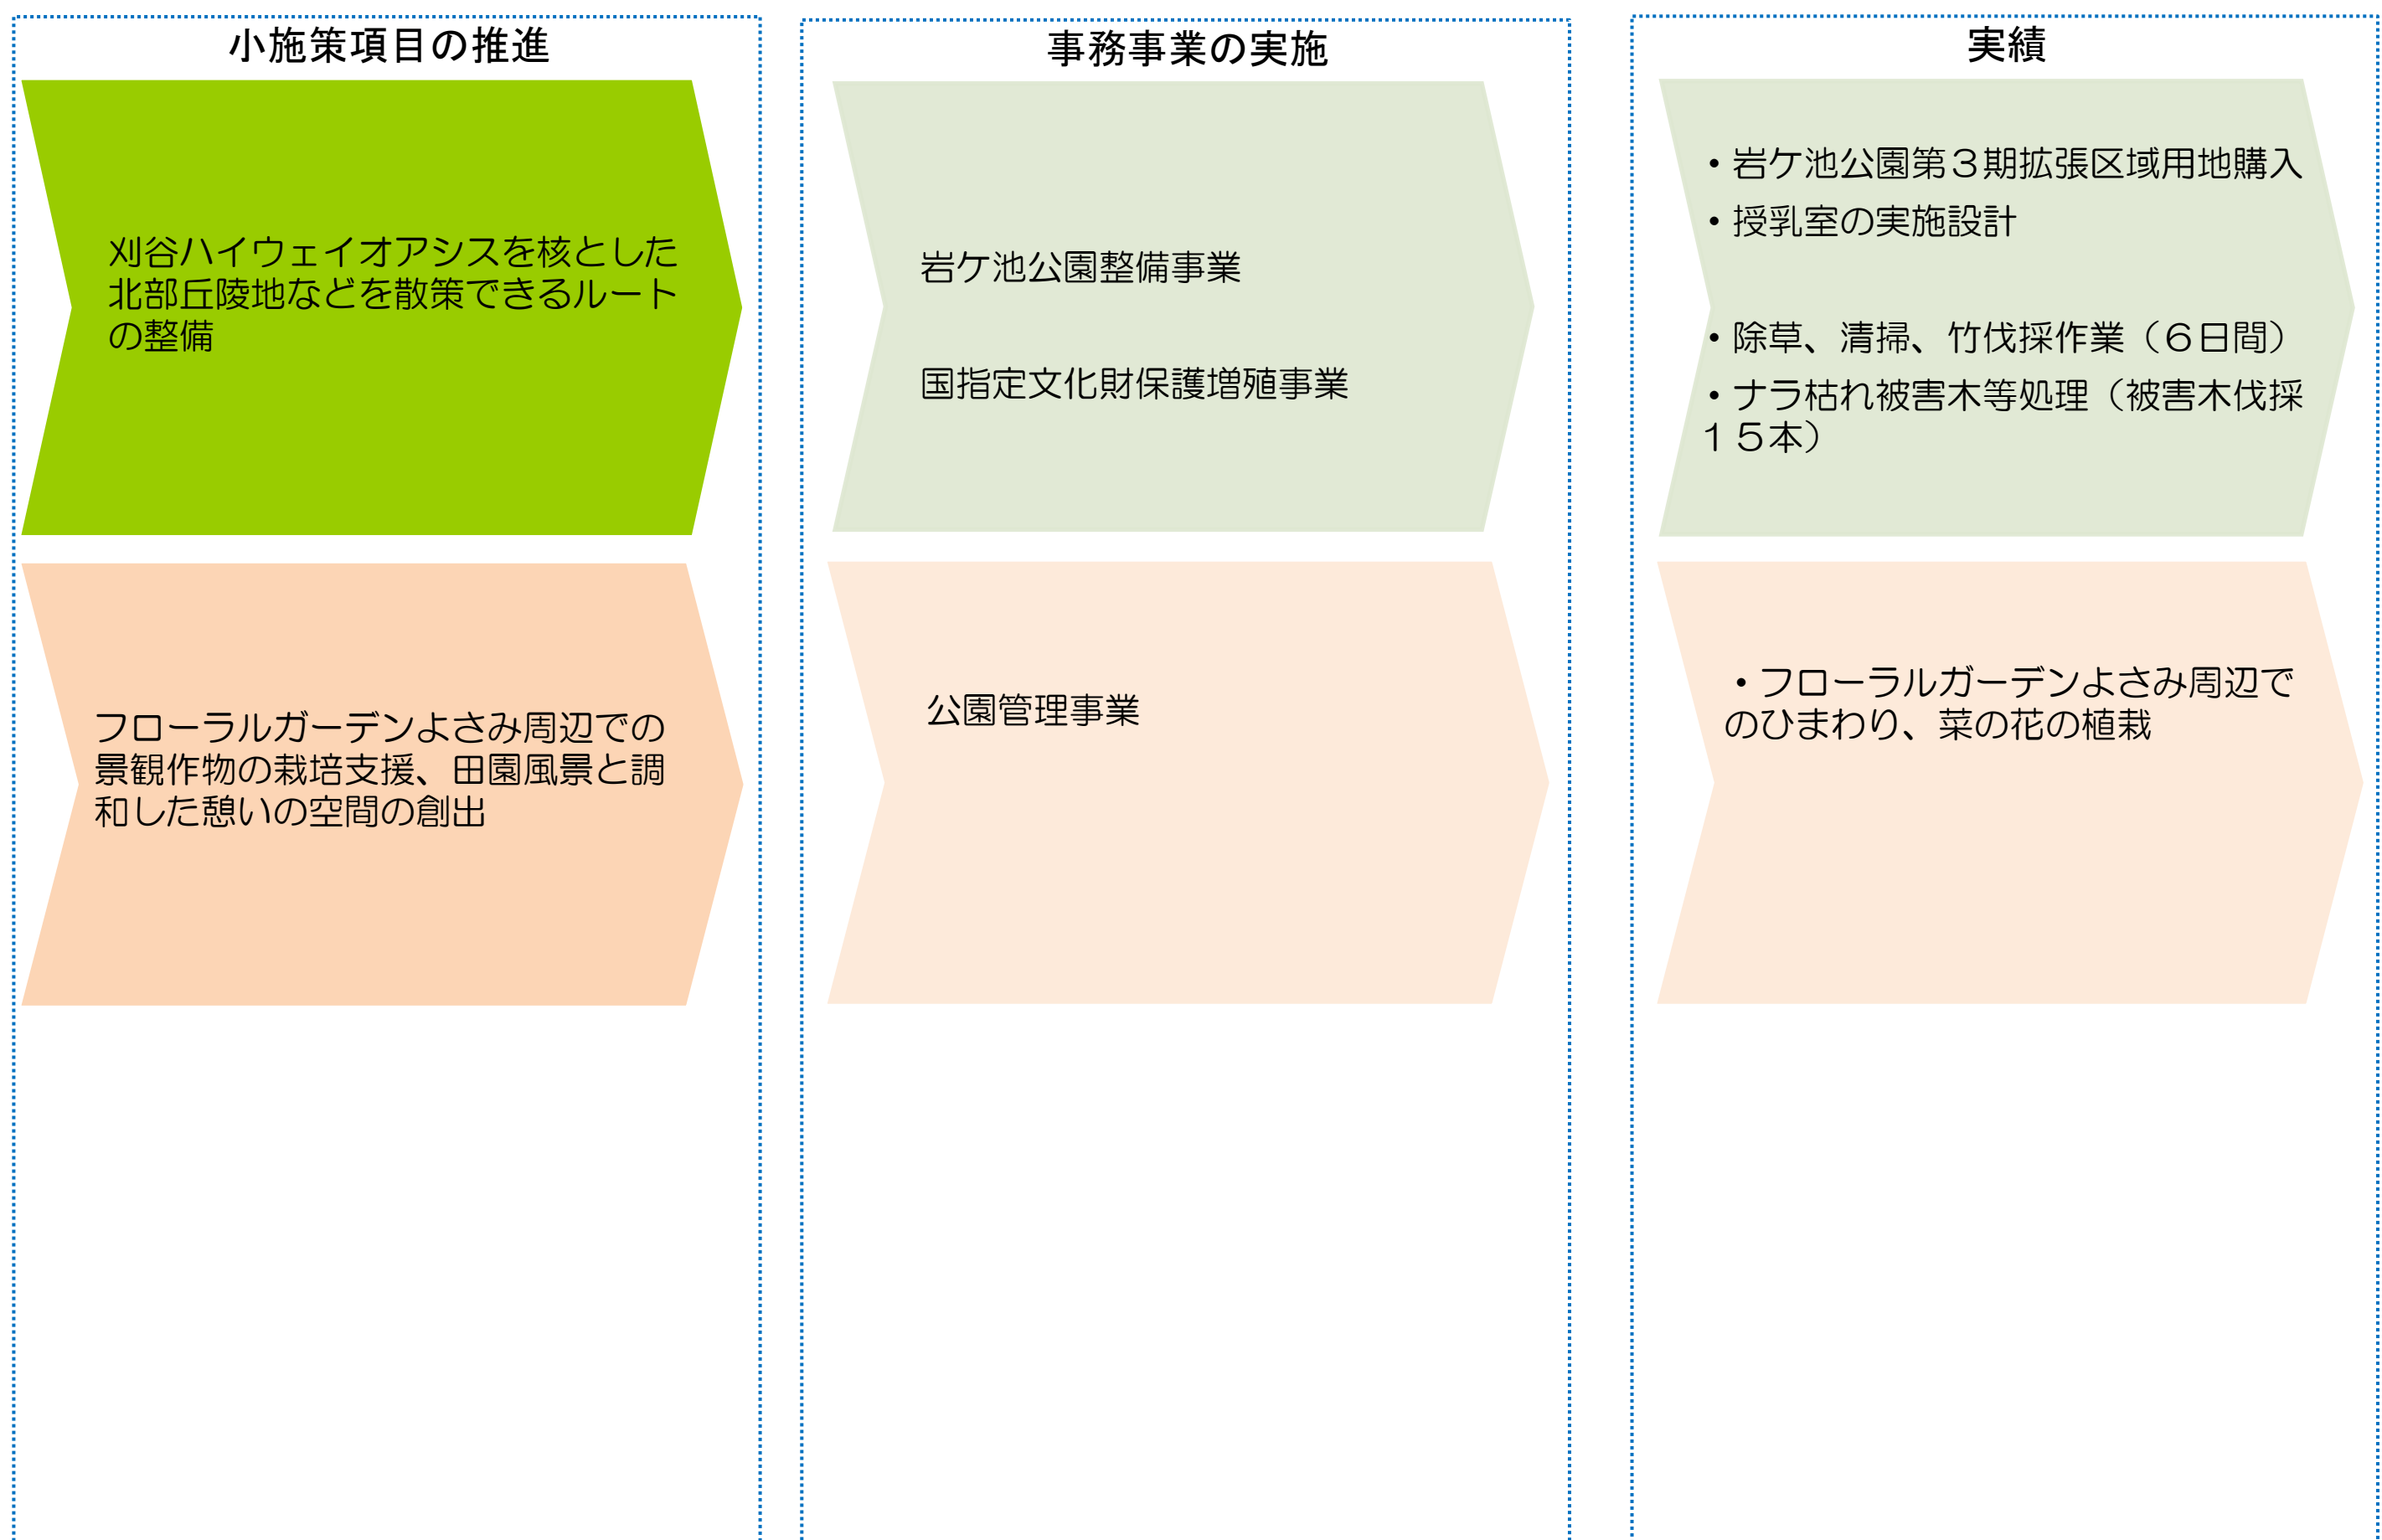 小施策項目の推進
刈谷ハイウェイオアシスを核とした
北部丘陵地などを散策できるルート
の整備
フローラルガーデンよさみ周辺での
景観作物の栽培支援、田園風景と調
和した憩いの空間の創出
事務事業の実施
岩ケ池公園整備事業
国指定文化財保護増殖事業
公園管理事業
実績
・岩ケ池公園第３期拡張区域用地購入
・授乳室の実施設計
・除草、清掃、竹伐採作業（６日間）
・ナラ枯れ被害木等処理（被害木伐採
１５本）
・フローラルガーデンよさみ周辺で
のひまわり、菜の花の植栽